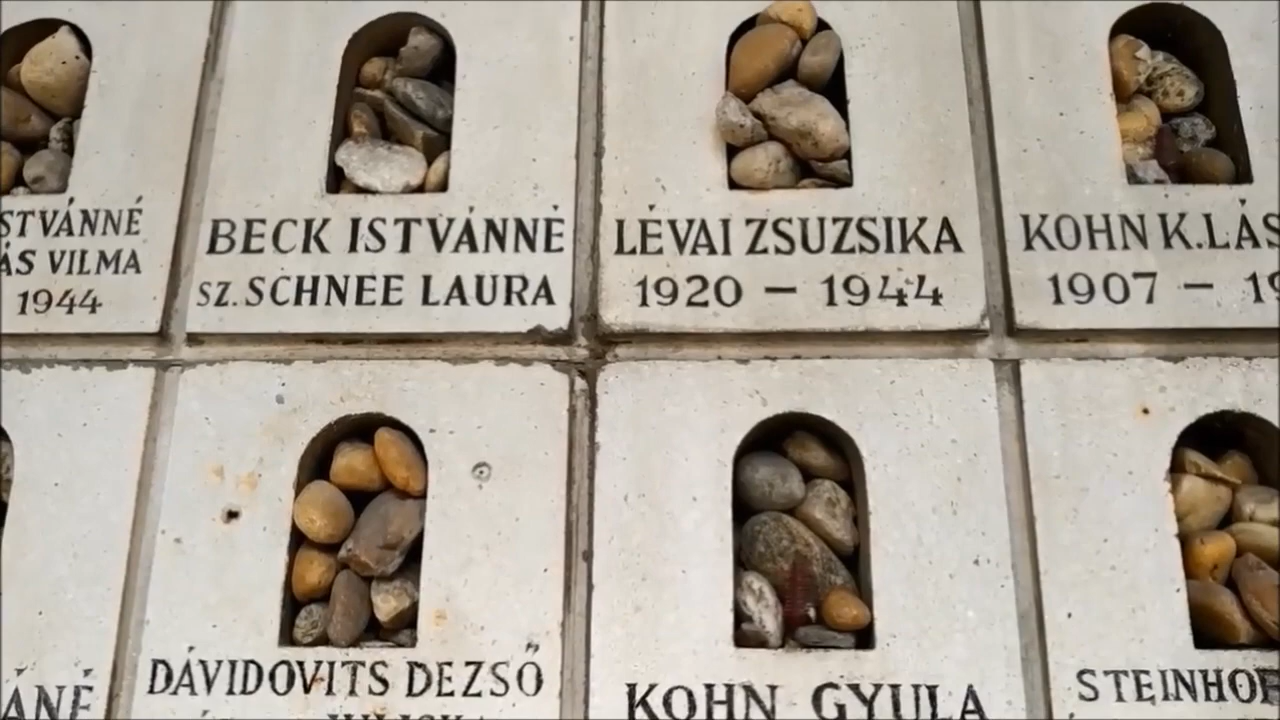 STVÁNNÉ
ÁS VILMA
1944
BECK ISTVÁNNÉ
SZ. SCHNEE LAURA
LÉVAI ZSUZSIKA
1920 – 1944
KOHN K. LÁS
1907 – 19
ÁNÉ
DÁVIDOVITS DEZSŐ
KOHN GYULA
STEINHOF